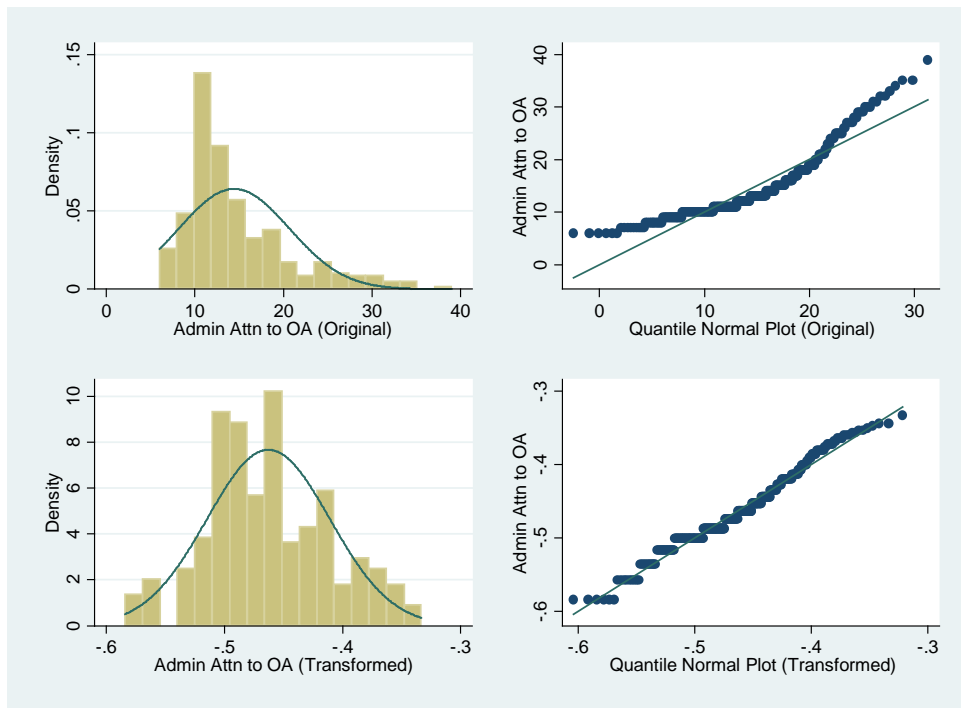 Density
0 .05 .1 .15
0 10 20 30 40
Admin Attn to OA (Original)
Admin Attn to OA
0 10 20 30 40
0 10 20 30
Quantile Normal Plot (Original)
Density
0 2 4 6 8 10
-.6 -.5 -.4 -.3
Admin Attn to OA (Transformed)
Admin Attn to OA
-.6 -.5 -.4 -.3
-.6 -.5 -.4 -.3
Quantile Normal Plot (Transformed)